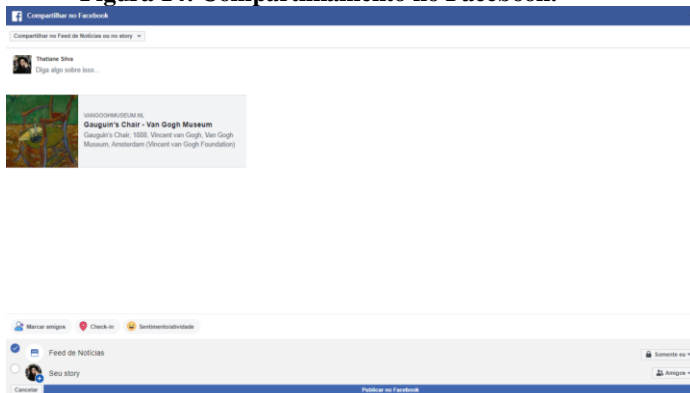 Figura 14: Compartilhamento no Facebook.
Compartilhar no Facebook
Compartilhar no Feed de Notícias ou no story
Thatiane Silva
Diga algo sobre isso...
VANGOGHMUSEUM.NL
Gauguin's Chair - Van Gogh Museum
Gauguin's Chair, 1888, Vincent van Gogh, Van Gogh
Museum, Amsterdam (Vincent van Gogh Foundation)
Marcar amigos Check-in Sentimento/atividade
Feed de Notícias Somente eu
Seu story Amigos
Cancelar Publicar no Facebook